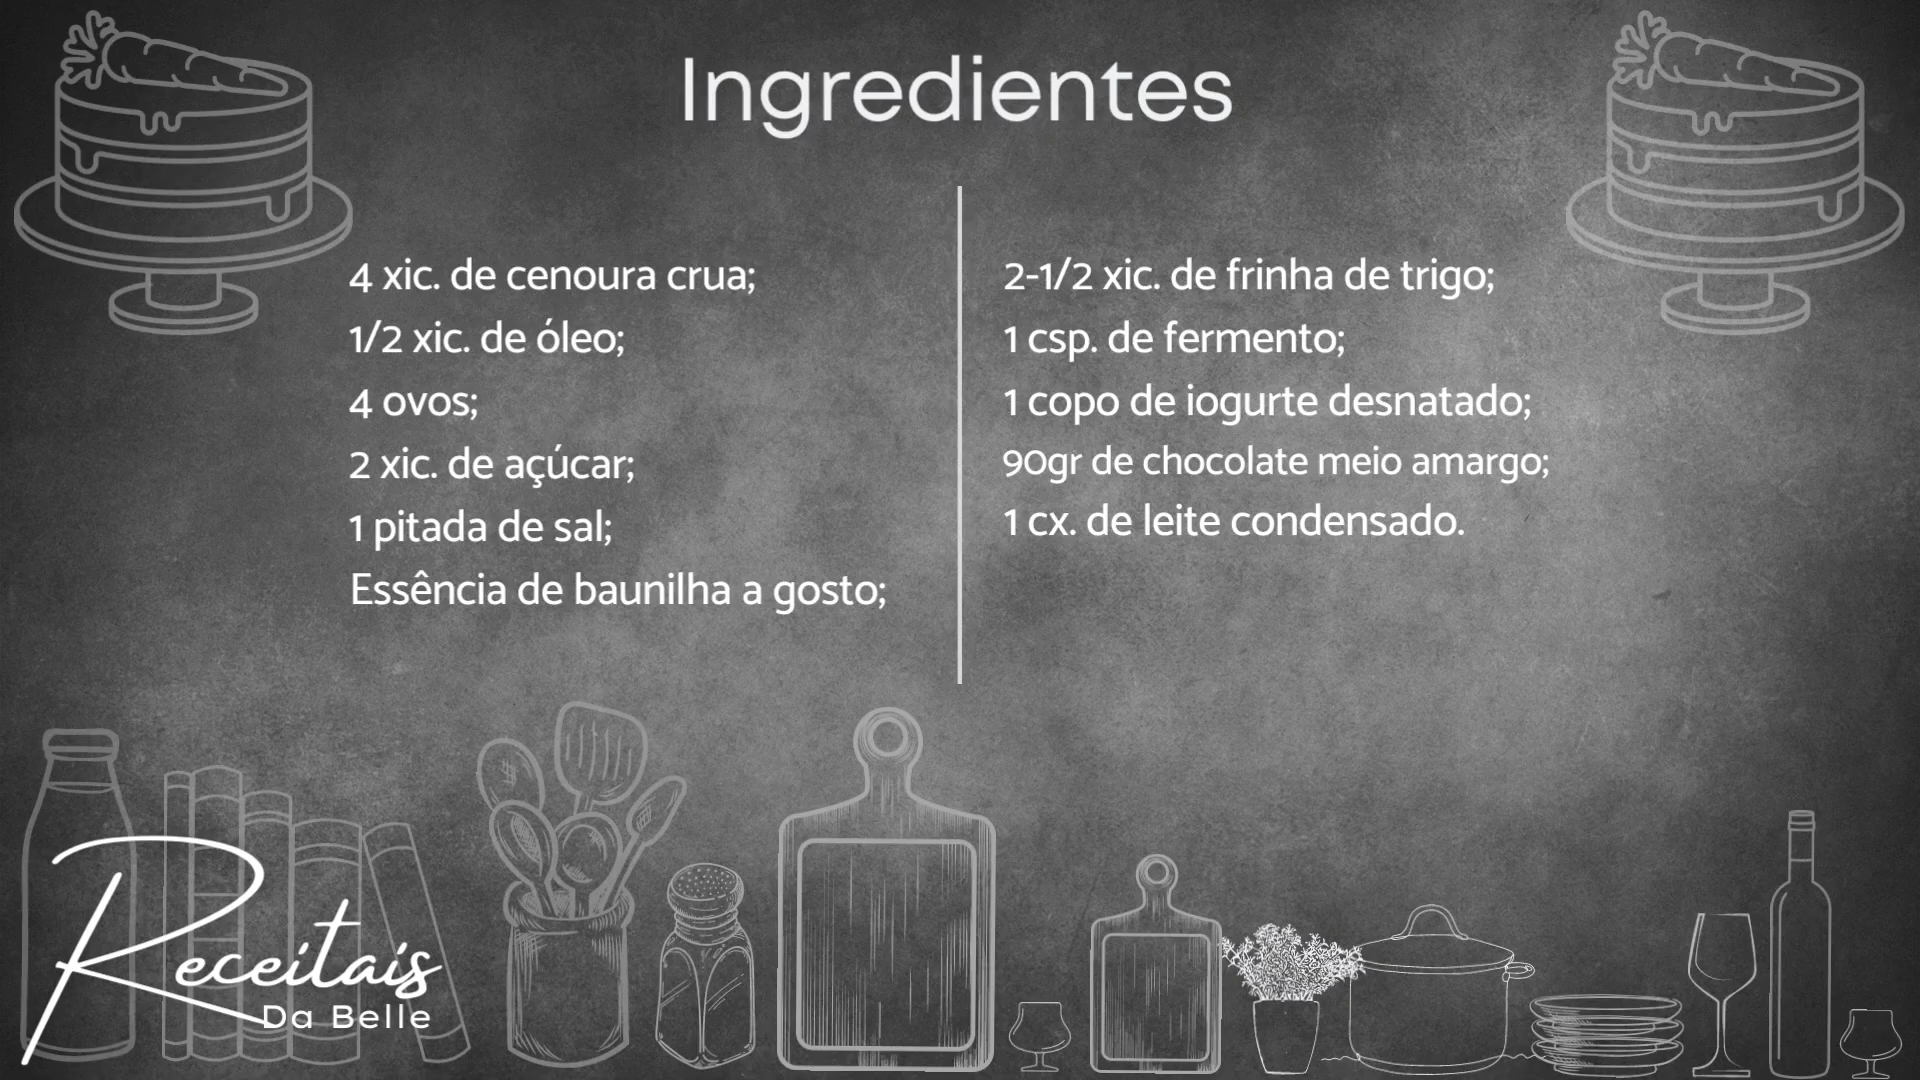 Ingredientes
4 xic. de cenoura crua;
1/2 xic. de óleo;
4 ovos;
2 xic. de açúcar;
1 pitada de sal;
Essência de baunilha a gosto;
2-1/2 xic. de frinha de trigo;
1 csp. de fermento;
1 copo de iogurte desnatado;
90gr de chocolate meio amargo;
1 cx. de leite condensado.
Receitais
Da Belle